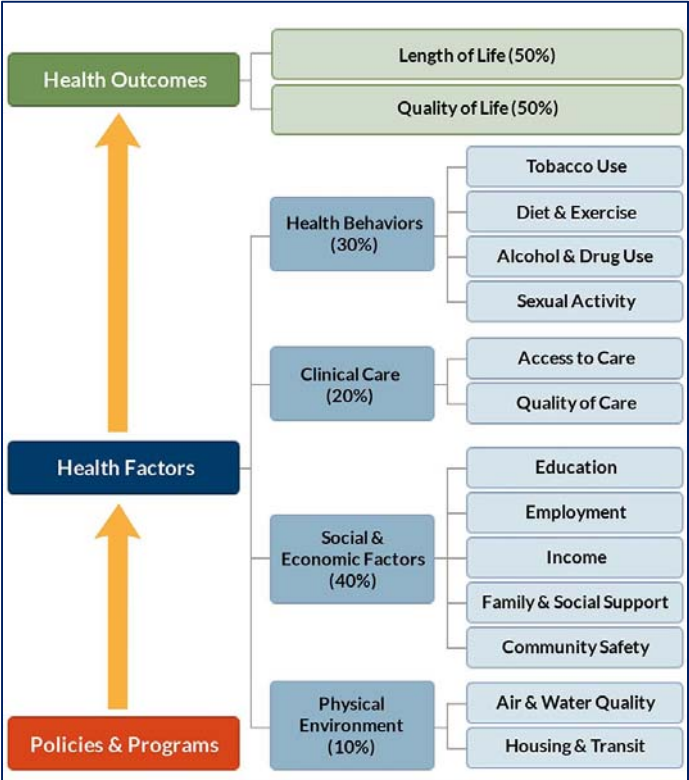 Health Outcomes
Length of Life (50%)
Quality of Life (50%)
Health Behaviors
(30%)
Tobacco Use
Diet & Exercise
Alcohol & Drug Use
Sexual Activity
Clinical Care
(20%)
Access to Care
Quality of Care
Health Factors
Social &
Economic Factors
(40%)
Education
Employment
Income
Family & Social Support
Community Safety
Physical
Environment
(10%)
Air & Water Quality
Housing & Transit
Policies & Programs